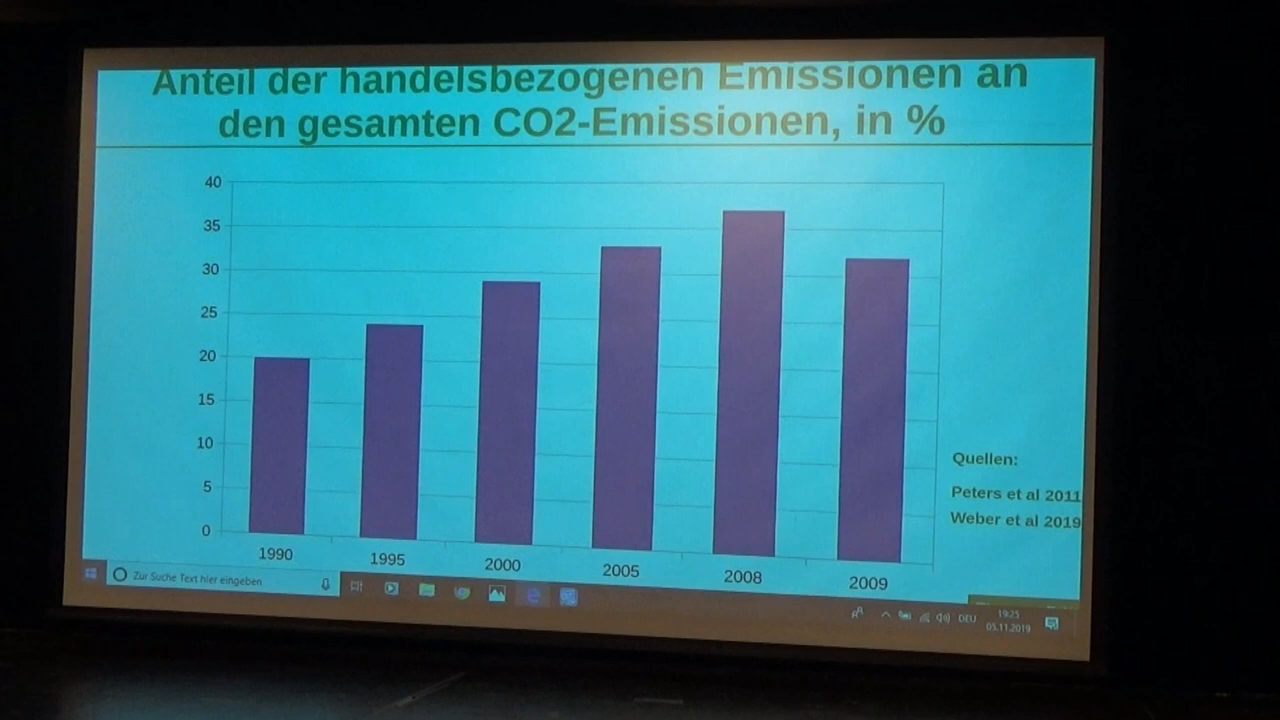 Anteil der handelsbezogenen Emissionen an
den gesamten CO2-Emissionen, in %
40
35
30
25
20
15
10
5
0
1990 1995 2000 2005 2008 2009
Quellen:
Peters et al 2011
Weber et al 2019
Zur Suche Text hier eingeben
DEU
19:25
05.11.2019